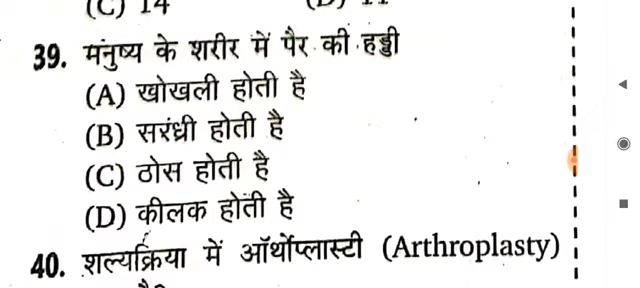 (C) 14
39. मनुष्य के शरीर में पैर की हड्डी
(A) खोखली होती है
(B) सरंध्री होती है
(C) ठोस होती है
(D) कीलक होती है
40. शल्यक्रिया में ऑर्थोप्लास्टी (Arthroplasty)